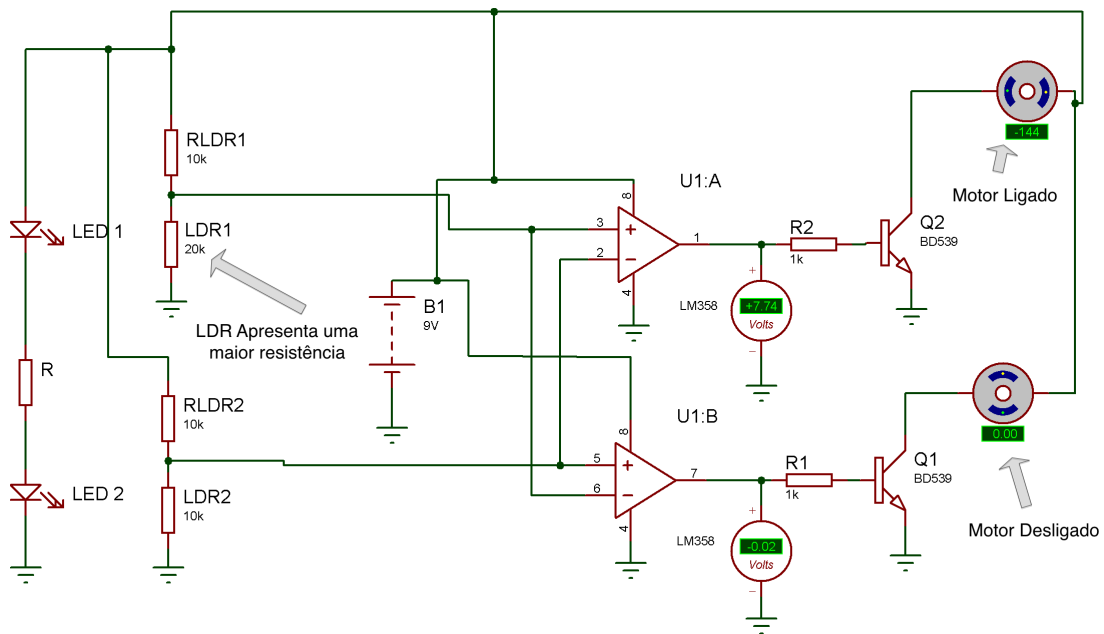 RLDR1
10k
LDR1
20k
LED 1
LDR Apresenta uma
maior resistência
R
RLDR2
10k
LDR2
10k
LED 2
B1
9V
U1:A
8
3
+
2
−
1
4
LM358
R2
1k
+
+7.74
Volts
−
Q2
BD539
-144
Motor Ligado
U1:B
8
5
+
6
−
7
4
LM358
R1
1k
+
-0.02
Volts
−
Q1
BD539
0.00
Motor Desligado